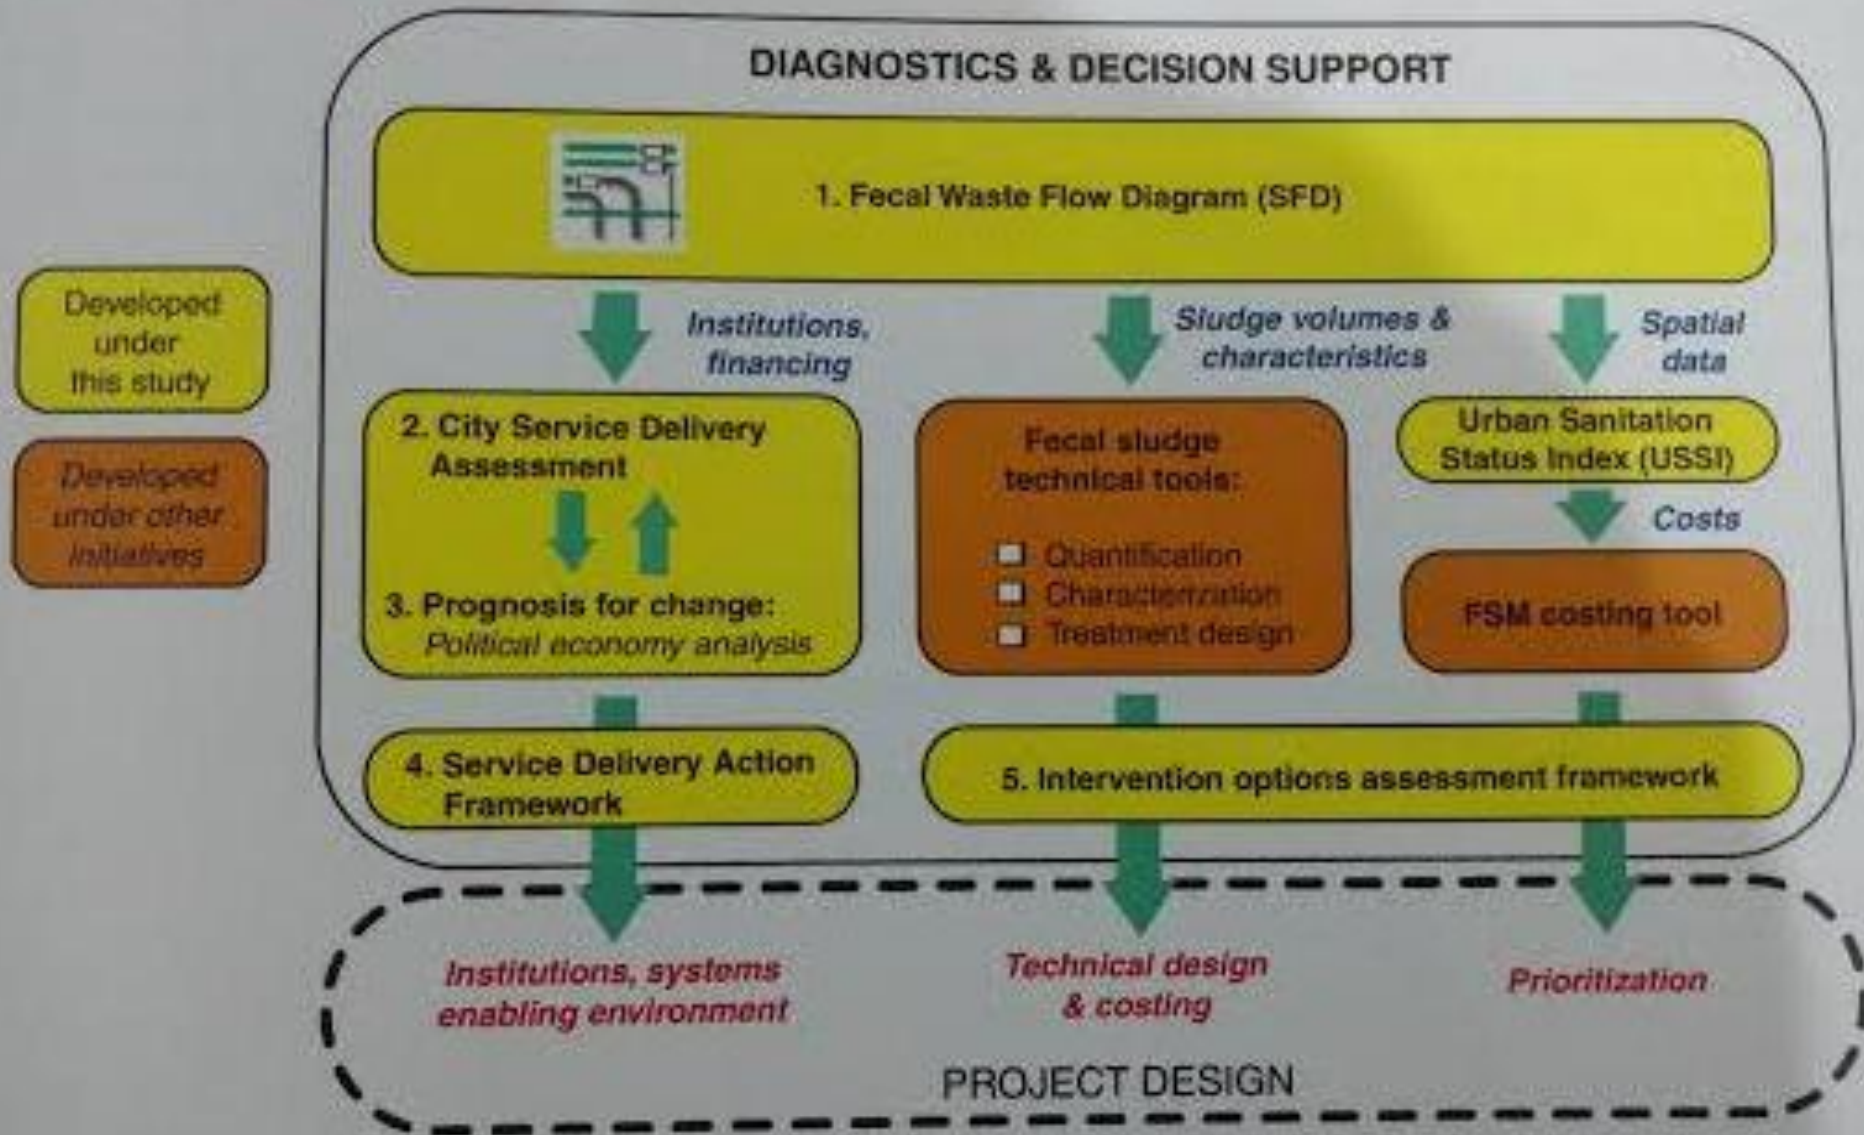 DIAGNOSTICS & DECISION SUPPORT
1. Fecal Waste Flow Diagram (SFD)
Developed
under
this study
Developed
under other
initiatives
Institutions,
financing
Sludge volumes &
characteristics
Spatial
data
2. City Service Delivery
Assessment
3. Prognosis for change:
Political economy analysis
Fecal sludge
technical tools:
Quantification
Characterization
Treatment design
Urban Sanitation
Status Index (USSI)
Costs
FSM costing tool
4. Service Delivery Action
Framework
5. Intervention options assessment framework
Institutions, systems
enabling environment
Technical design
& costing
Prioritization
PROJECT DESIGN